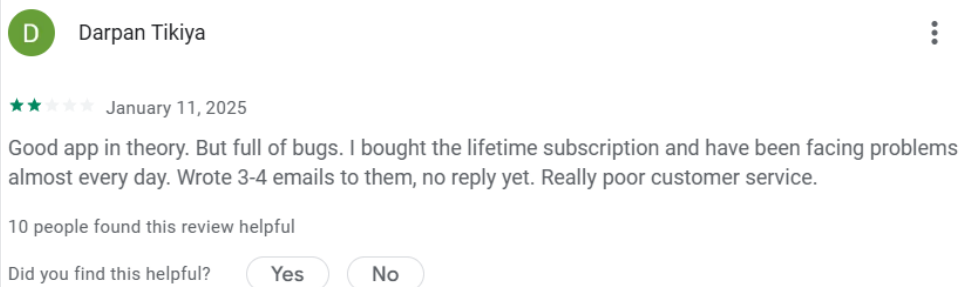 D
Darpan Tikiya
January 11, 2025
Good app in theory. But full of bugs. I bought the lifetime subscription and have been facing problems
almost every day. Wrote 3-4 emails to them, no reply yet. Really poor customer service.
10 people found this review helpful
Did you find this helpful? Yes No